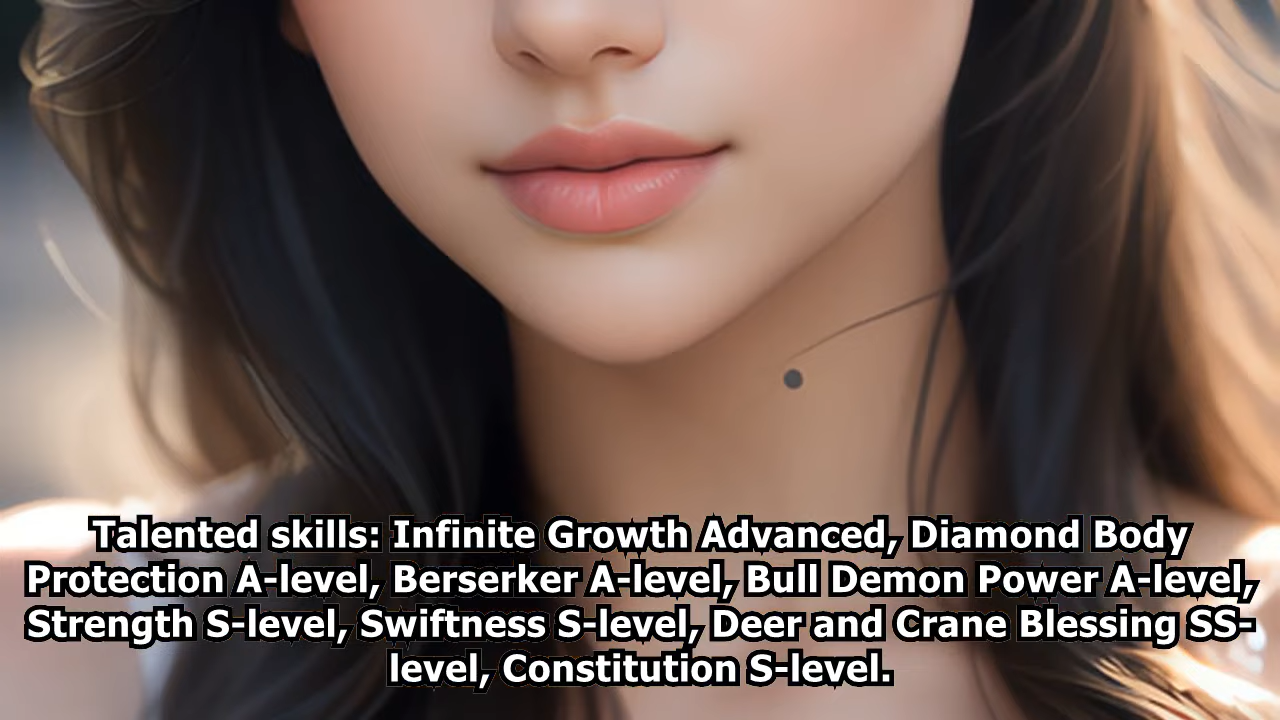 Talented skills: Infinite Growth Advanced, Diamond Body
Protection A-level, Berserker A-level, Bull Demon Power A-level,
Strength S-level, Swiftness S-level, Deer and Crane Blessing SS-
level, Constitution S-level.